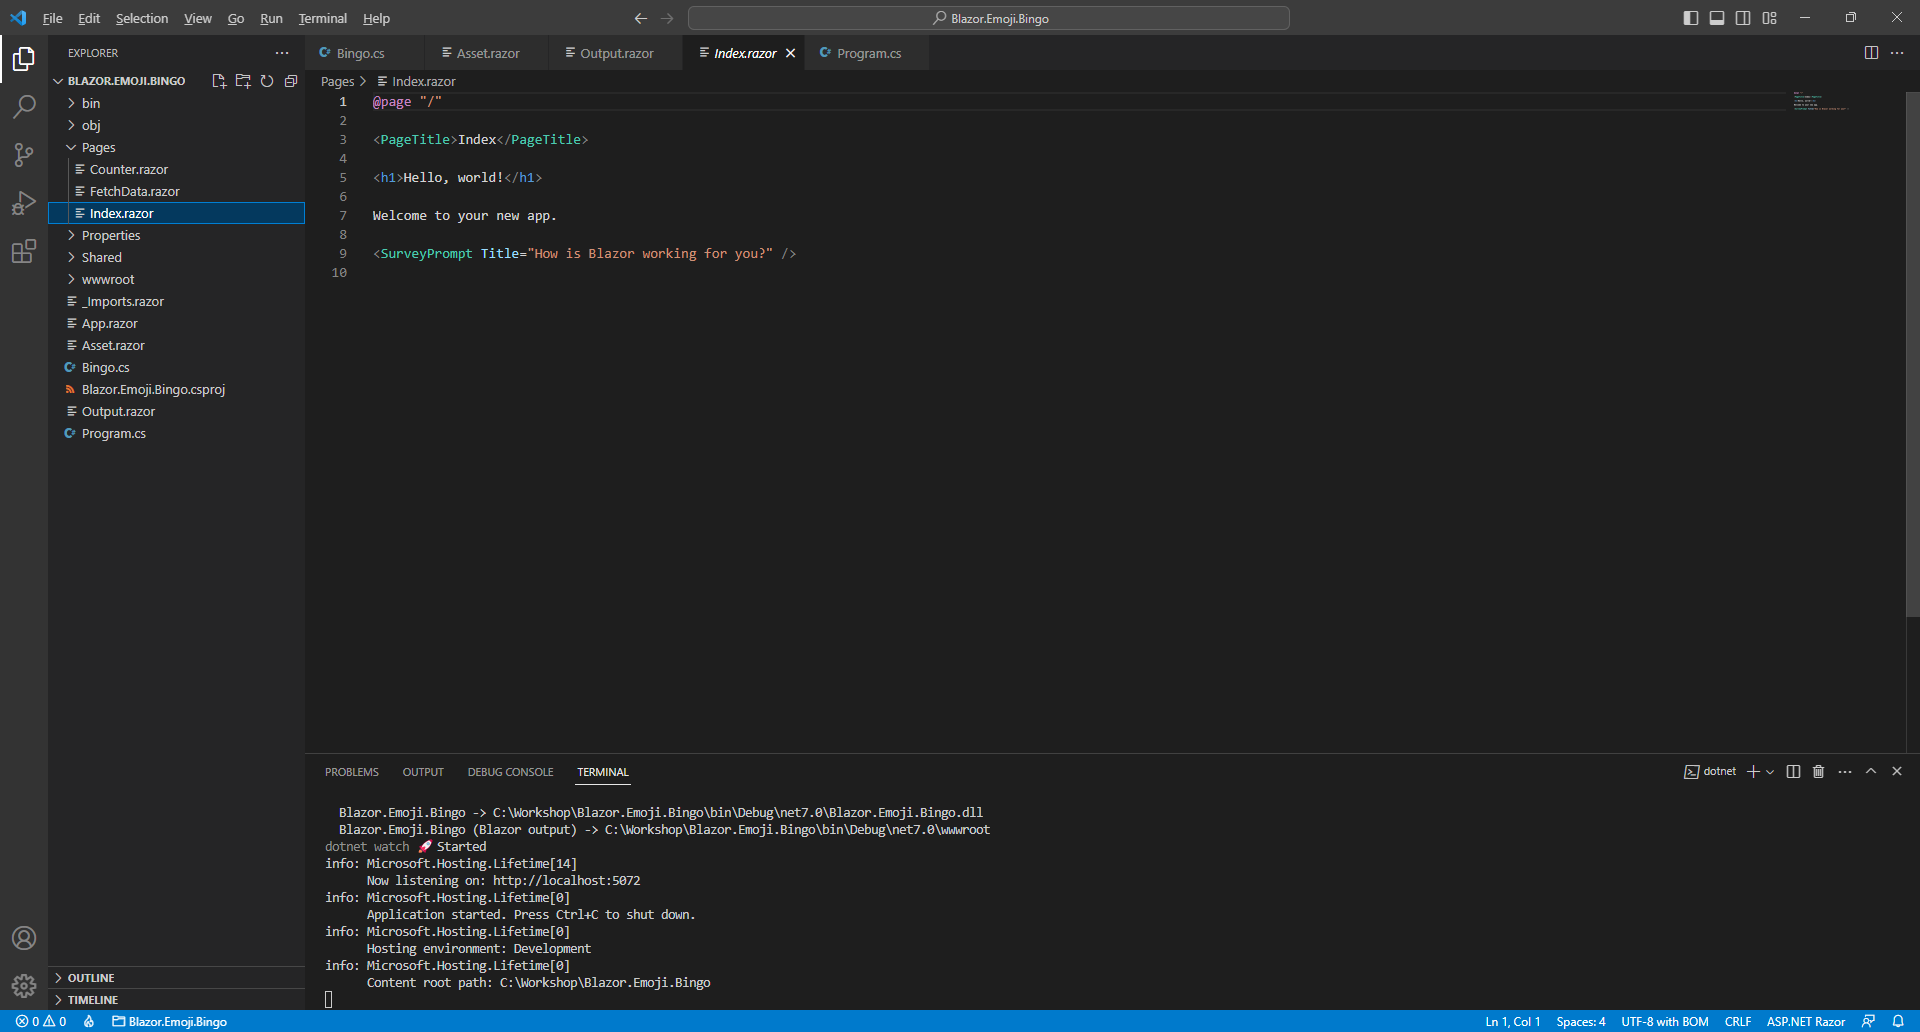 File Edit Selection View Go Run Terminal Help
Blazor.Emoji.Bingo
EXPLORER
BLAZOR.EMOJI.BINGO
bin
obj
Pages
Counter.razor
FetchData.razor
Index.razor
Properties
Shared
wwwroot
_Imports.razor
App.razor
Asset.razor
Bingo.cs
Blazor.Emoji.Bingo.csproj
Output.razor
Program.cs
OUTLINE
TIMELINE
Bingo.cs Asset.razor Output.razor Index.razor Program.cs
Pages > Index.razor
1 @page "/"
2
3 <PageTitle>Index</PageTitle>
4
5 <h1>Hello, world!</h1>
6
7 Welcome to your new app.
8
9 <SurveyPrompt Title="How is Blazor working for you?" />
10
PROBLEMS OUTPUT DEBUG CONSOLE TERMINAL
dotnet
Blazor.Emoji.Bingo -> C:\Workshop\Blazor.Emoji.Bingo\bin\Debug\net7.0\Blazor.Emoji.Bingo.dll
Blazor.Emoji.Bingo (Blazor output) -> C:\Workshop\Blazor.Emoji.Bingo\bin\Debug\net7.0\wwwroot
dotnet watch 🚀 Started
info: Microsoft.Hosting.Lifetime[14]
Now listening on: http://localhost:5072
info: Microsoft.Hosting.Lifetime[0]
Application started. Press Ctrl+C to shut down.
info: Microsoft.Hosting.Lifetime[0]
Hosting environment: Development
info: Microsoft.Hosting.Lifetime[0]
Content root path: C:\Workshop\Blazor.Emoji.Bingo
0 0 Blazor.Emoji.Bingo
Ln 1, Col 1 Spaces: 4 UTF-8 with BOM CRLF ASP.NET Razor